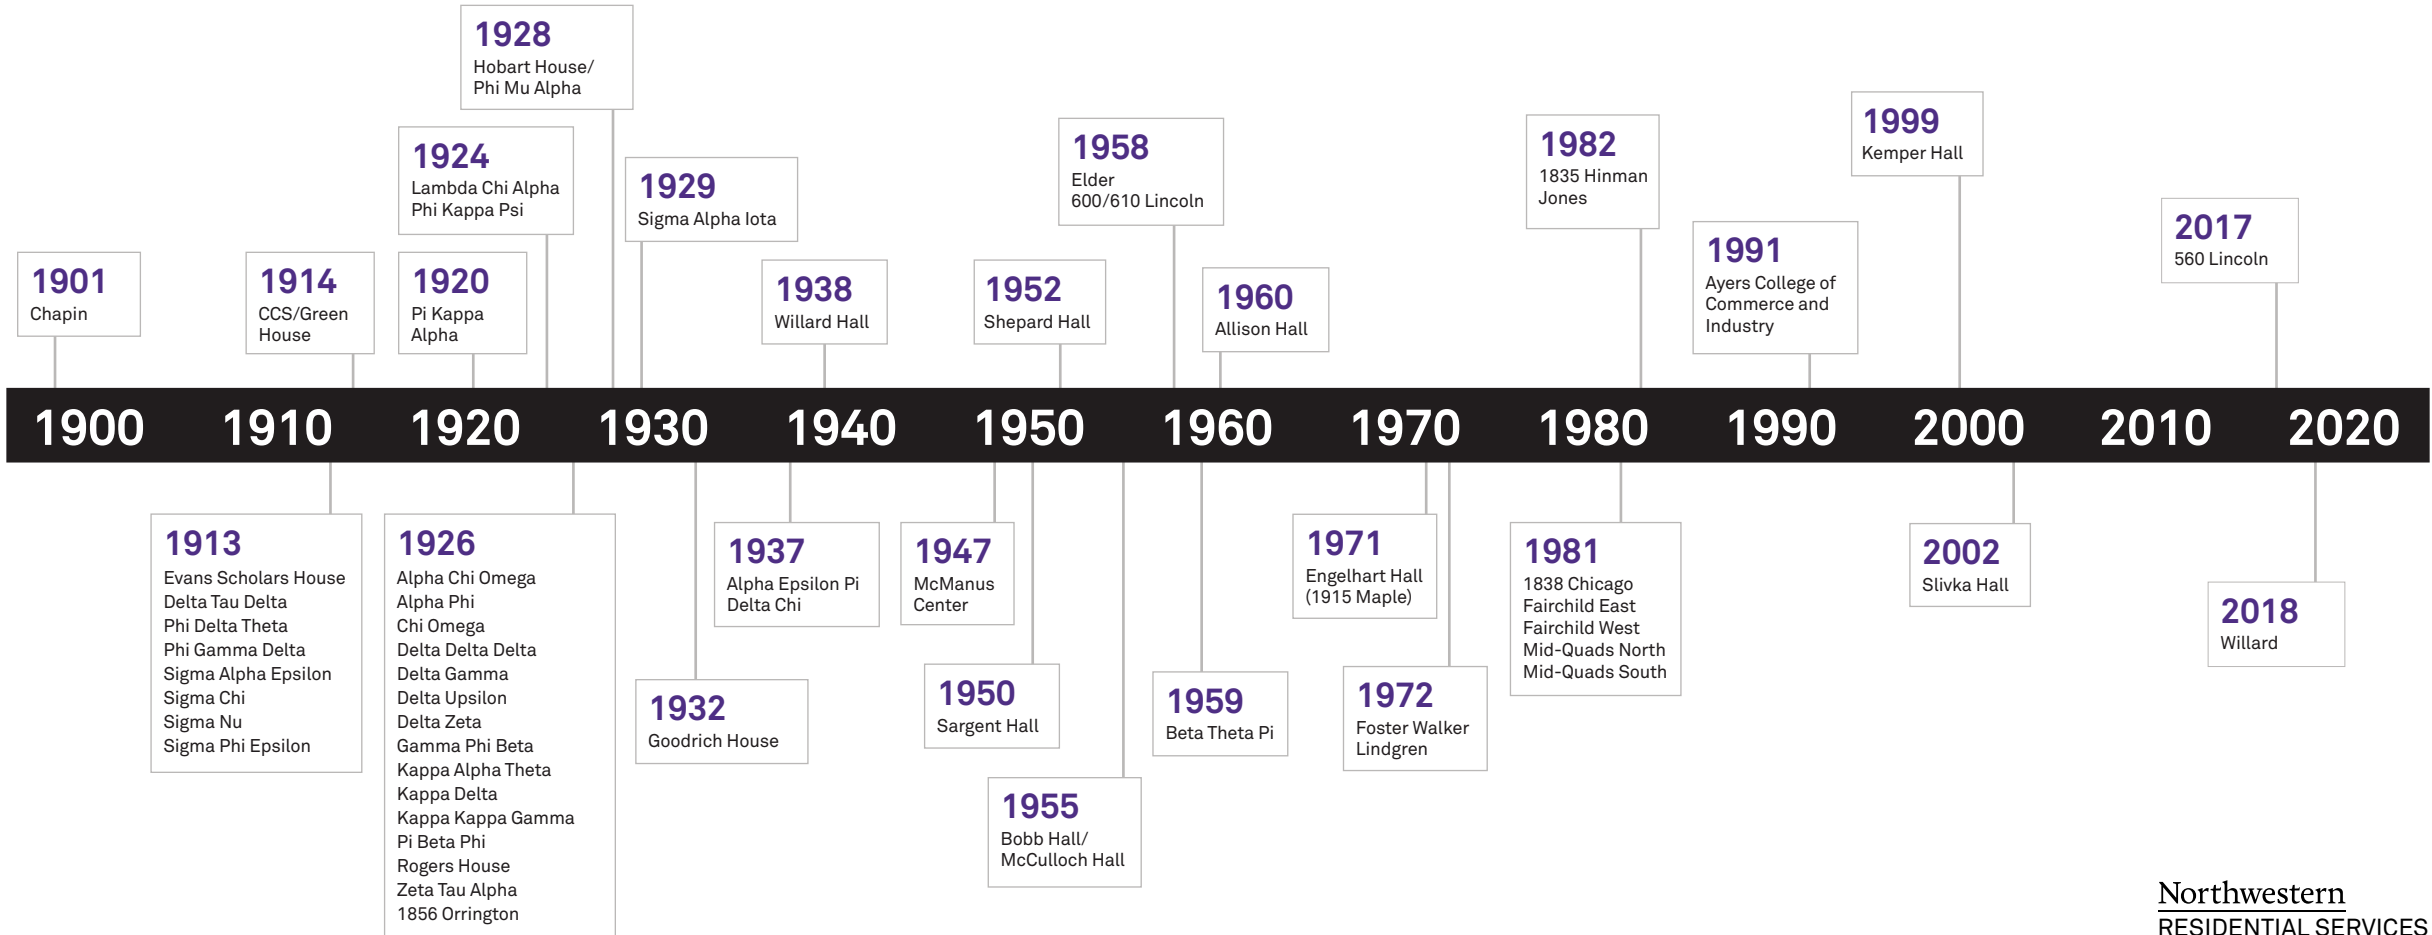 1928
Hobart House/
Phi Mu Alpha
1924
Lambda Chi Alpha
Phi Kappa Psi
1929
Sigma Alpha Iota
1958
Elder
600/610 Lincoln
1982
1835 Hinman
Jones
1999
Kemper Hall
1901
Chapin
1914
CCS/Green
House
1920
Pi Kappa
Alpha
1938
Willard Hall
1952
Shepard Hall
1960
Allison Hall
1991
Ayers College of
Commerce and
Industry
2017
560 Lincoln
1900 1910 1920 1930 1940 1950 1960 1970 1980 1990 2000 2010 2020
1913
Evans Scholars House
Delta Tau Delta
Phi Delta Theta
Phi Gamma Delta
Sigma Alpha Epsilon
Sigma Chi
Sigma Nu
Sigma Phi Epsilon
1926
Alpha Chi Omega
Alpha Phi
Chi Omega
Delta Delta Delta
Delta Gamma
Delta Upsilon
Delta Zeta
Gamma Phi Beta
Kappa Alpha Theta
Kappa Delta
Kappa Kappa Gamma
Pi Beta Phi
Rogers House
Zeta Tau Alpha
1856 Orrington
1932
Goodrich House
1937
Alpha Epsilon Pi
Delta Chi
1947
McManus
Center
1950
Sargent Hall
1955
Bobb Hall/
McCulloch Hall
1959
Beta Theta Pi
1971
Engelhart Hall
(1915 Maple)
1972
Foster Walker
Lindgren
1981
1838 Chicago
Fairchild East
Fairchild West
Mid-Quads North
Mid-Quads South
2002
Slivka Hall
2018
Willard
Northwestern
RESIDENTIAL SERVICES